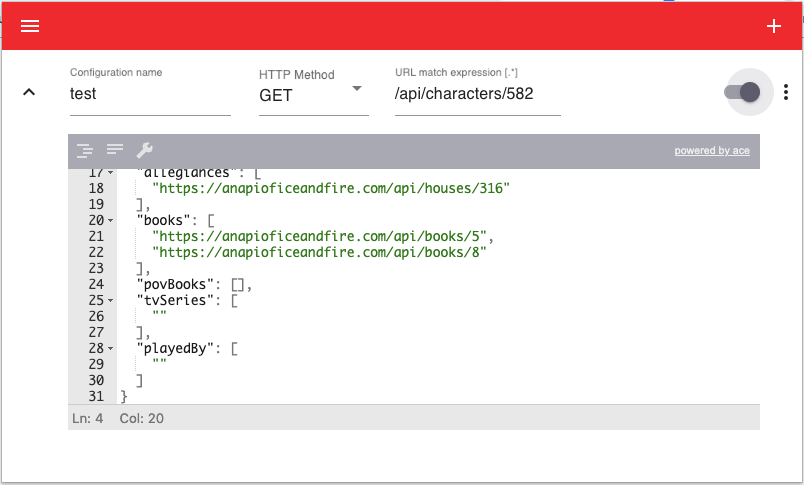 Configuration name
test
HTTP Method
GET
URL match expression [.*]
/api/characters/582
powered by ace
17 "allegiances": [
18 "https://anapioficeandfire.com/api/houses/316"
19 ],
20 "books": [
21 "https://anapioficeandfire.com/api/books/5",
22 "https://anapioficeandfire.com/api/books/8"
23 ],
24 "povBooks": [],
25 "tvSeries": [
26 ""
27 ],
28 "playedBy": [
29 ""
30 ]
31 }
Ln: 4 Col: 20